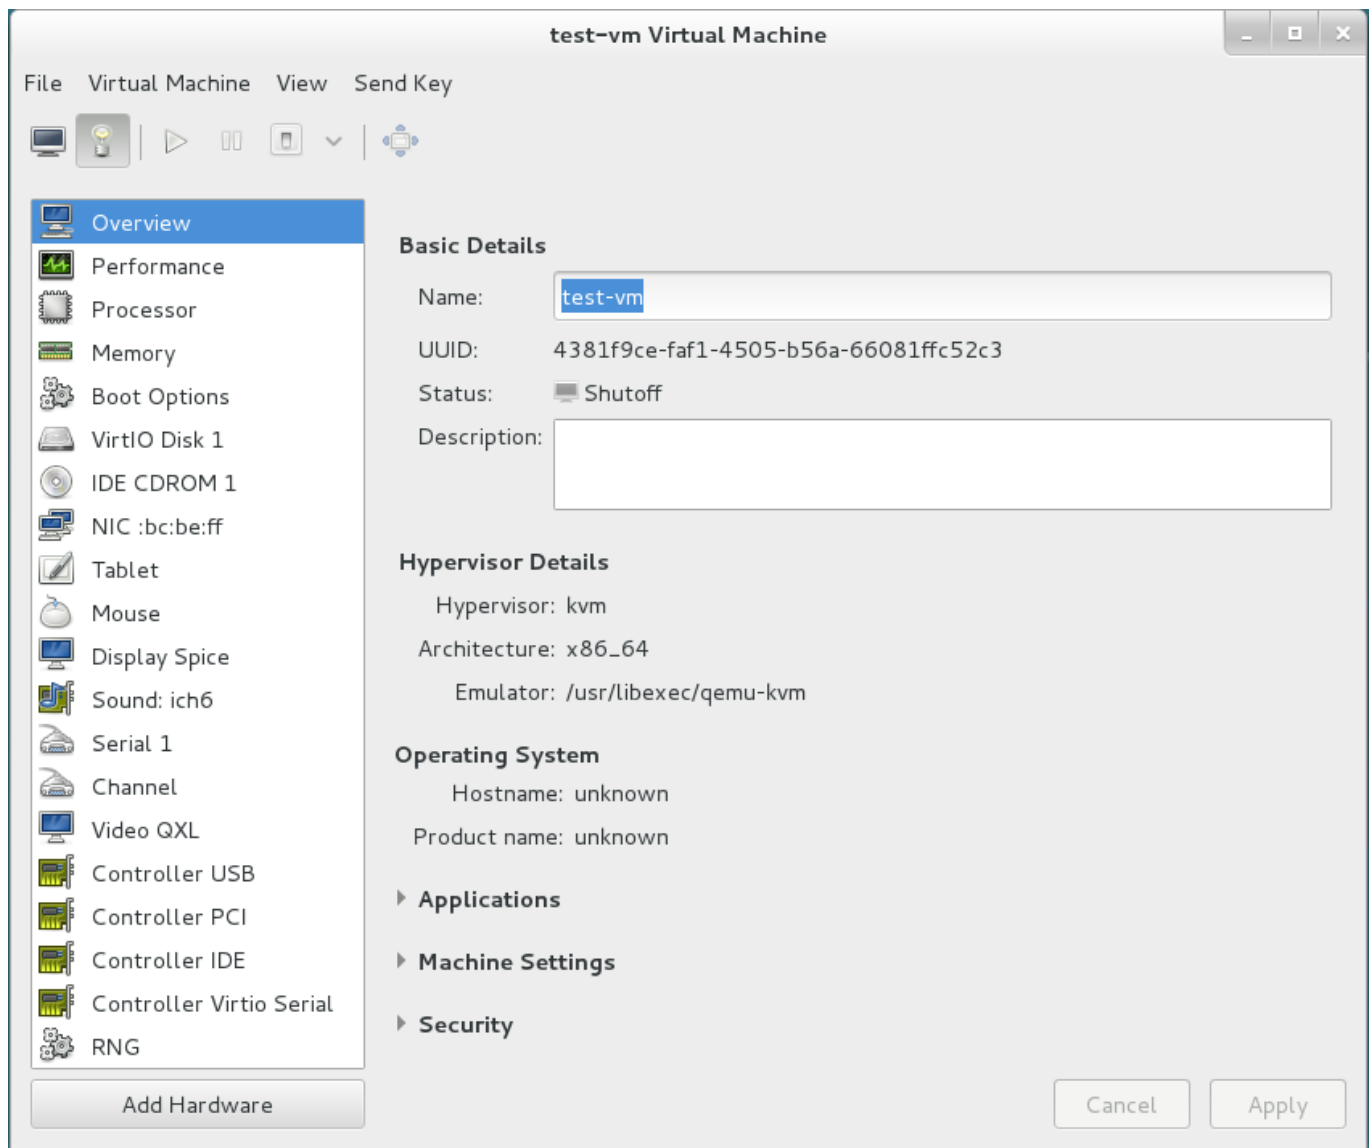 test-vm Virtual Machine
File Virtual Machine View Send Key
Overview
Performance
Processor
Memory
Boot Options
VirtIO Disk 1
IDE CDROM 1
NIC :bc:be:ff
Tablet
Mouse
Display Spice
Sound: ich6
Serial 1
Channel
Video QXL
Controller USB
Controller PCI
Controller IDE
Controller Virtio Serial
RNG
Add Hardware
Basic Details
Name: test-vm
UUID: 4381f9ce-faf1-4505-b56a-66081ffc52c3
Status: Shutoff
Description:
Hypervisor Details
Hypervisor: kvm
Architecture: x86_64
Emulator: /usr/libexec/qemu-kvm
Operating System
Hostname: unknown
Product name: unknown
Applications
Machine Settings
Security
Cancel Apply